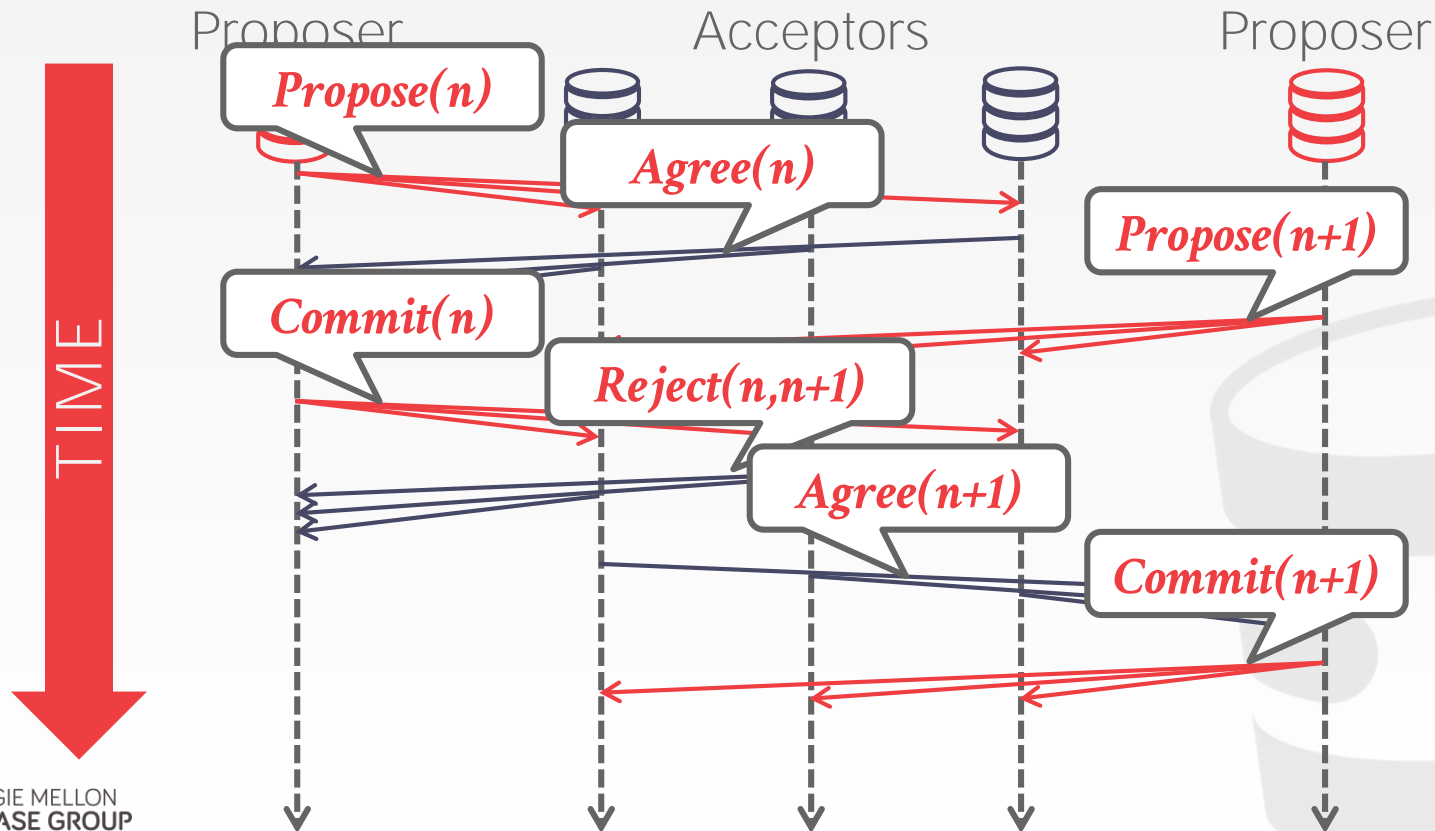 Proposer
Acceptors
Proposer
Propose(n)
Agree(n)
Propose(n+1)
Commit(n)
Reject(n,n+1)
Agree(n+1)
Commit(n+1)
TIME
GIE MELLON
ASE GROUP